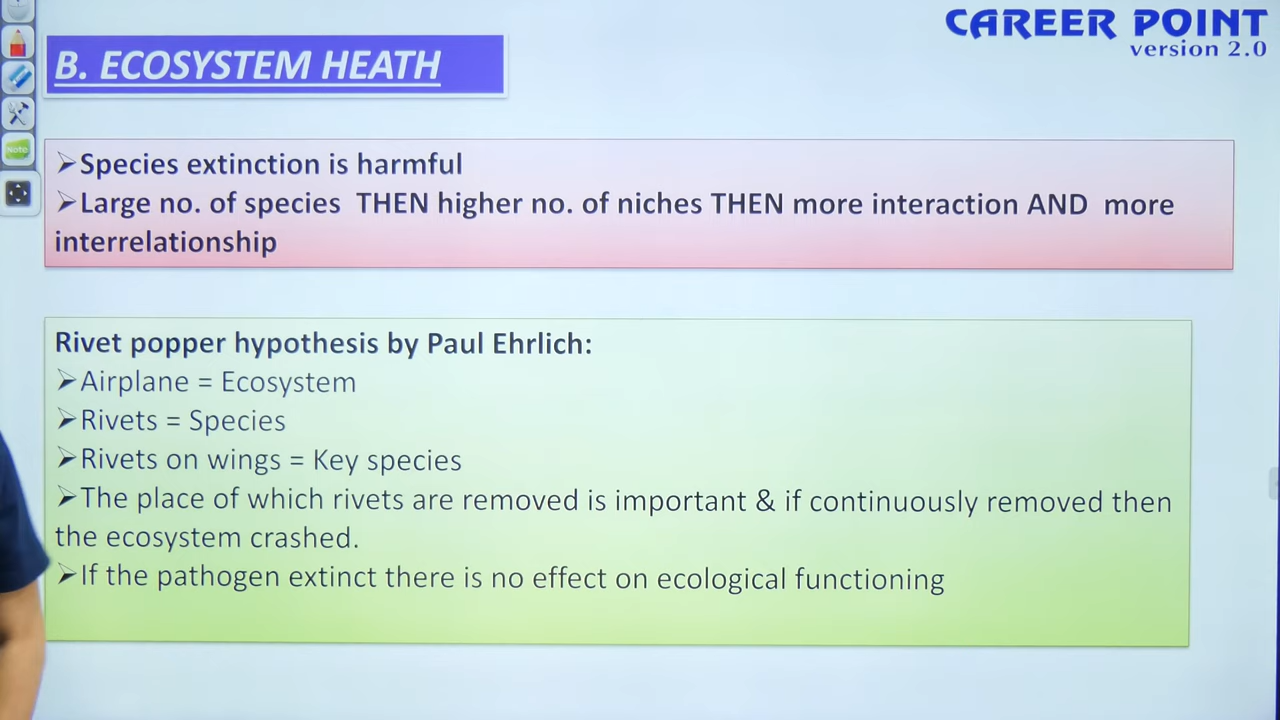 CAREER POINT
version 2.0
B. ECOSYSTEM HEATH
➢Species extinction is harmful
➢Large no. of species THEN higher no. of niches THEN more interaction AND more
interrelationship
Rivet popper hypothesis by Paul Ehrlich:
➢Airplane = Ecosystem
➢Rivets = Species
➢Rivets on wings = Key species
➢The place of which rivets are removed is important & if continuously removed then
the ecosystem crashed.
➢If the pathogen extinct there is no effect on ecological functioning
Note